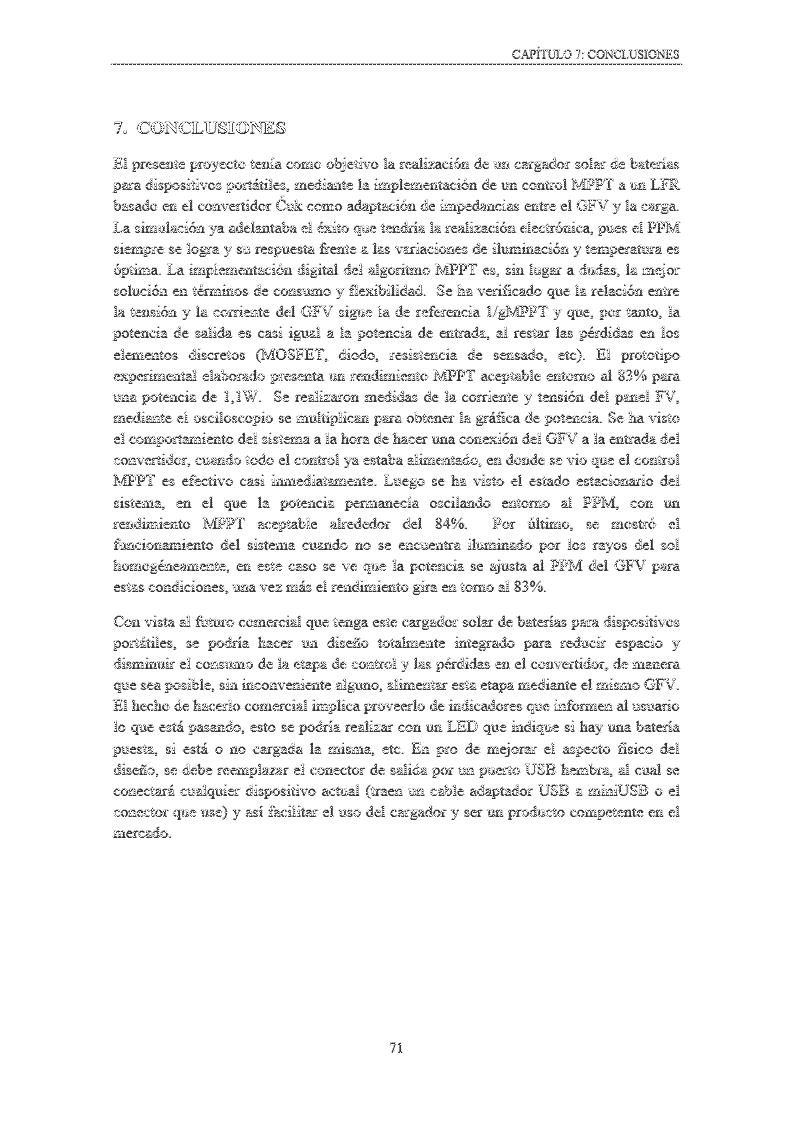 CAPÍTULO 7: CONCLUSIONES
7. CONCLUSIONES
El presente proyecto tenía como objetivo la realización de un cargador solar de baterías
para dispositivos portátiles, mediante la implementación de un control MPPT a un LFR
basado en el convertidor Ćuk como adaptación de impedancias entre el GFV y la carga.
La simulación ya adelantaba el éxito que tendría la realización electrónica, pues el PPM
siempre se logra y su respuesta frente a las variaciones de iluminación y temperatura es
óptima. La implementación digital del algoritmo MPPT es, sin lugar a dudas, la mejor
solución en términos de consumo y flexibilidad. Se ha verificado que la relación entre
la tensión y la corriente del GFV sigue la de referencia 1/gMPPT y que, por tanto, la
potencia de salida es casi igual a la potencia de entrada, al restar las pérdidas en los
elementos discretos (MOSFET, diodo, resistencia de sensado, etc). El prototipo
experimental elaborado presenta un rendimiento MPPT aceptable entorno al 83% para
una potencia de 1,1W. Se realizaron medidas de la corriente y tensión del panel FV,
mediante el osciloscopio se multiplican para obtener la gráfica de potencia. Se ha visto
el comportamiento del sistema a la hora de hacer una conexión del GFV a la entrada del
convertidor, cuando todo el control ya estaba alimentado, en donde se vio que el control
MPPT es efectivo casi inmediatamente. Luego se ha visto el estado estacionario del
sistema, en el que la potencia permanecía oscilando entorno al PPM, con un
rendimiento MPPT aceptable alrededor del 84%. Por último, se mostró el
funcionamiento del sistema cuando no se encuentra iluminado por los rayos del sol
homogéneamente, en este caso se ve que la potencia se ajusta al PPM del GFV para
estas condiciones, una vez más el rendimiento gira en torno al 83%.
Con vista al futuro comercial que tenga este cargador solar de baterías para dispositivos
portátiles, se podría hacer un diseño totalmente integrado para reducir espacio y
disminuir el consumo de la etapa de control y las pérdidas en el convertidor, de manera
que sea posible, sin inconveniente alguno, alimentar esta etapa mediante el mismo GFV.
El hecho de hacerlo comercial implica proveerlo de indicadores que informen al usuario
lo que está pasando, esto se podría realizar con un LED que indique si hay una batería
puesta, si está o no cargada la misma, etc. En pro de mejorar el aspecto físico del
diseño, se debe reemplazar el conector de salida por un puerto USB hembra, al cual se
conectará cualquier dispositivo actual (traen un cable adaptador USB a miniUSB o el
conector que use) y así facilitar el uso del cargador y ser un producto competente en el
mercado.
71